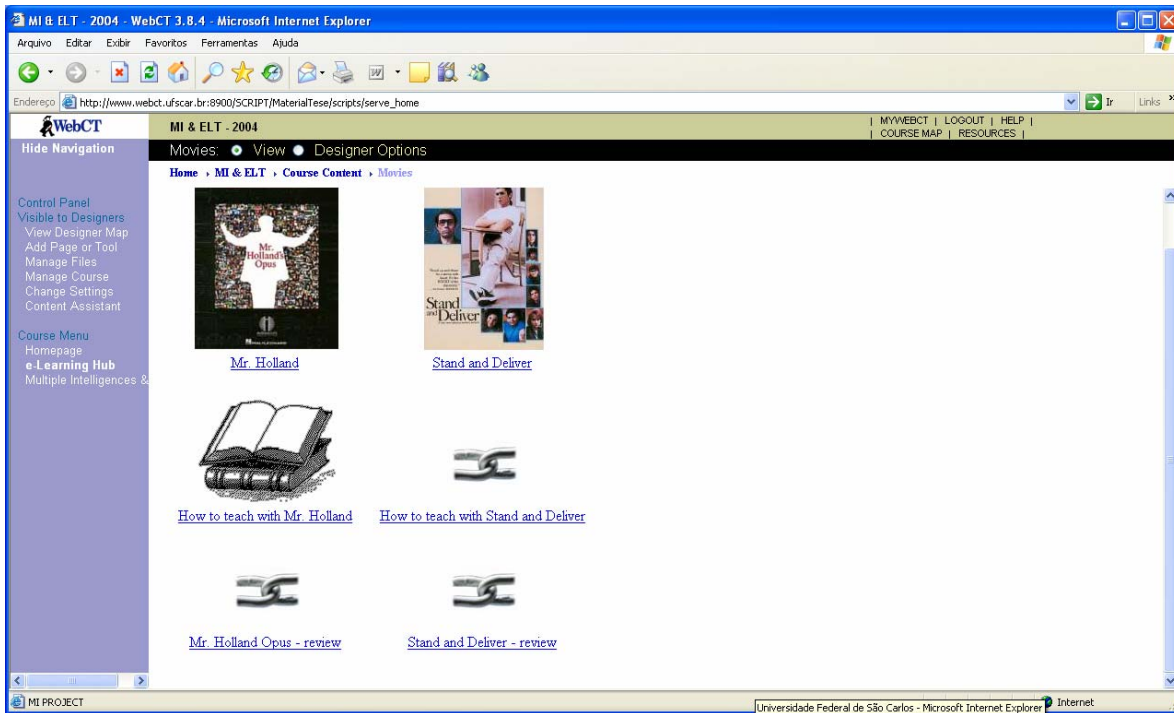 MI & ELT - 2004 - WebCT 3.8.4 - Microsoft Internet Explorer
Arquivo Editar Exibir Favoritos Ferramentas Ajuda
Endereço http://www.webct.ufscar.br:8900/SCRIPT/MaterialTese/scripts/serve_home Ir Links »
WebCT MI & ELT - 2004 | MYWEBCT | LOGOUT | HELP |
| COURSE MAP | RESOURCES |
Hide Navigation Movies: View Designer Options
Home › MI & ELT › Course Content › Movies
Control Panel
Visible to Designers
View Designer Map
Add Page or Tool
Manage Files
Manage Course
Change Settings
Content Assistant
Course Menu
Homepage
e-Learning Hub
Multiple Intelligences &
Mr.
Holland's
Opus
Stand
and Deliver
Mr. Holland Stand and Deliver
How to teach with Mr. Holland How to teach with Stand and Deliver
Mr. Holland Opus - review Stand and Deliver - review
MI PROJECT Universidade Federal de São Carlos - Microsoft Internet Explorer Internet